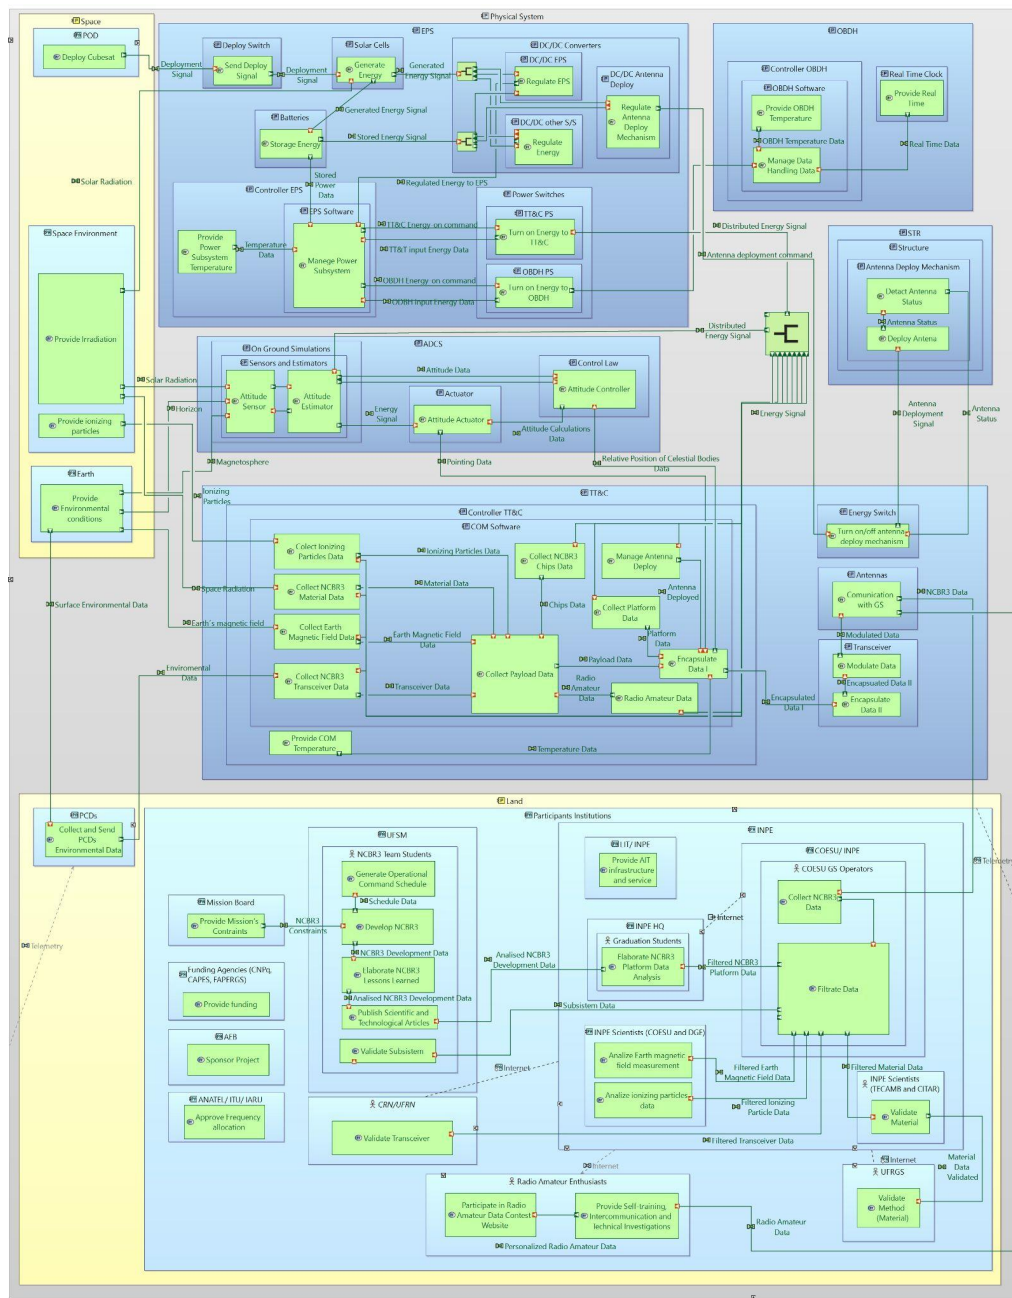 Space
POD
Deploy Cubesat
Deployment
Signal
Physical System
EPS
Deploy Switch
Send Deploy
Signal
Deployment
Signal
Solar Cells
Generate
Energy
Generated
Energy Signal
DC/DC Converters
DC/DC EPS
Regulate EPS
DC/DC Antenna
Deploy
Regulate
Antenna
Deploy
Mechanism
DC/DC other S/S
Regulate
Energy
Generated Energy Signal
Batteries
Storage Energy
Stored Energy Signal
Stored
Power Data
Regulated Energy to EPS
Solar Radiation
OBDH
Controller OBDH
OBDH Software
Provide OBDH
Temperature
OBDH Temperature Data
Manage Data
Handling Data
Real Time Clock
Provide Real
Time
Real Time Data
Controller EPS
EPS Software
Provide
Power
Subsystem
Temperature
Temperature
Data
Manage Power
Subsystem
TT&C Energy on command
TT&T input Energy Data
OBDH Energy on command
ODBH input Energy Data
Power Switches
TT&C PS
Turn on Energy to
TT&C
OBDH PS
Turn on Energy to
OBDH
Distributed Energy Signal
Antenna deployment command
Space Environment
Provide Irradiation
Provide ionizing
particles
STR
Structure
Antenna Deploy Mechanism
Detact Antenna
Status
Antenna Status
Deploy Antena
Distributed
Energy Signal
ADCS
On Ground Simulations
Sensors and Estimators
Attitude
Sensor
Attitude
Estimator
Attitude Data
Control Law
Attitude Controller
Actuator
Attitude Actuator
Energy
Signal
Attitude Calculations
Data
Solar Radiation
Horizon
Magnetosphere
Pointing Data
Relative Position of Celestial Bodies
Data
Energy Signal
Antenna
Deployment
Signal
Antenna
Status
Earth
Provide
Environmental
conditions
Ionizing
Particles
TT&C
Controller TT&C
COM Software
Colect Ionizing
Particles Data
Ionizing Particles Data
Collect NCBR3
Chips Data
Manage Antenna
Deploy
Energy Switch
Turn on/off antenna
deploy mechanism
Space Radiation
Collect NCBR3
Material Data
Material Data
Chips Data
Collect Platform
Data
Antenna
Deployed
Antennas
Comunication
with GS
NCBR3 Data
Modulated Data
Surface Environmental Data
Earth`s magnetic field
Collect Earth
Magnetic Field Data
Earth Magnetic Field
Data
Platform
Data
Enviromental
Data
Collect NCBR3
Transceiver Data
Transceiver Data
Collect Payload Data
Payload Data
Encapsulate
Data I
Radio
Amateur
Data
Radio Amateur Data
Encapsulated
Data I
Transceiver
Modulate Data
Encapsuated Data II
Encapsulate
Data II
Provide COM
Temperature
Temperature Data
Land
PCDs
Collect and Send
PCDs
Environmental Data
Telemetry
Participants Institutions
UFSM
NCBR3 Team Students
Generate Operational
Command Schedule
Schedule Data
Develop NCBR3
NCBR3 Development Data
Elaborate NCBR3
Lessons Learned
Analised NCBR3 Development Data
Publish Scientific and
Technological Articles
Validate Subsistem
Mission Board
Provide Mission's
Contraints
NCBR3
Constraints
Funding Agencies (CNPq,
CAPES, FAPERGS)
Provide funding
AEB
Sponsor Project
ANATEL/ ITU/ IARU
Approve Frequency
allocation
INPE
LIT/ INPE
Provide AIT
infrastructure
and service
COESU/ INPE
COESU GS Operators
Collect NCBR3
Data
Telemetry
Internet
INPE HQ
Graduation Students
Elaborate NCBR3
Platform Data
Analysis
Analised NCBR3
Development Data
Filtered NCBR3
Platform Data
Filtrate Data
Subsistem Data
INPE Scientists (COESU and DGE)
Analize Earth magnetic
field measurement
Analize ionizing particles
data
Filtered Earth
Magnetic Field Data
Filtered Ionizing
Particle Data
Filtered Material Data
INPE Scientists
(TECAMB and CITAR)
Validate
Material
Internet
CRN/UFRN
Validate Transceiver
Filtered Transceiver Data
Internet
Internet
Material
Data
Validated
UFRGS
Validate
Method
(Material)
Radio Amateur Enthusiasts
Participate in Radio
Amateur Data Contest
Website
Provide Self-training,
Intercommunication and
Technical Investigations
Personalized Radio Amateur Data
Radio Amateur
Data